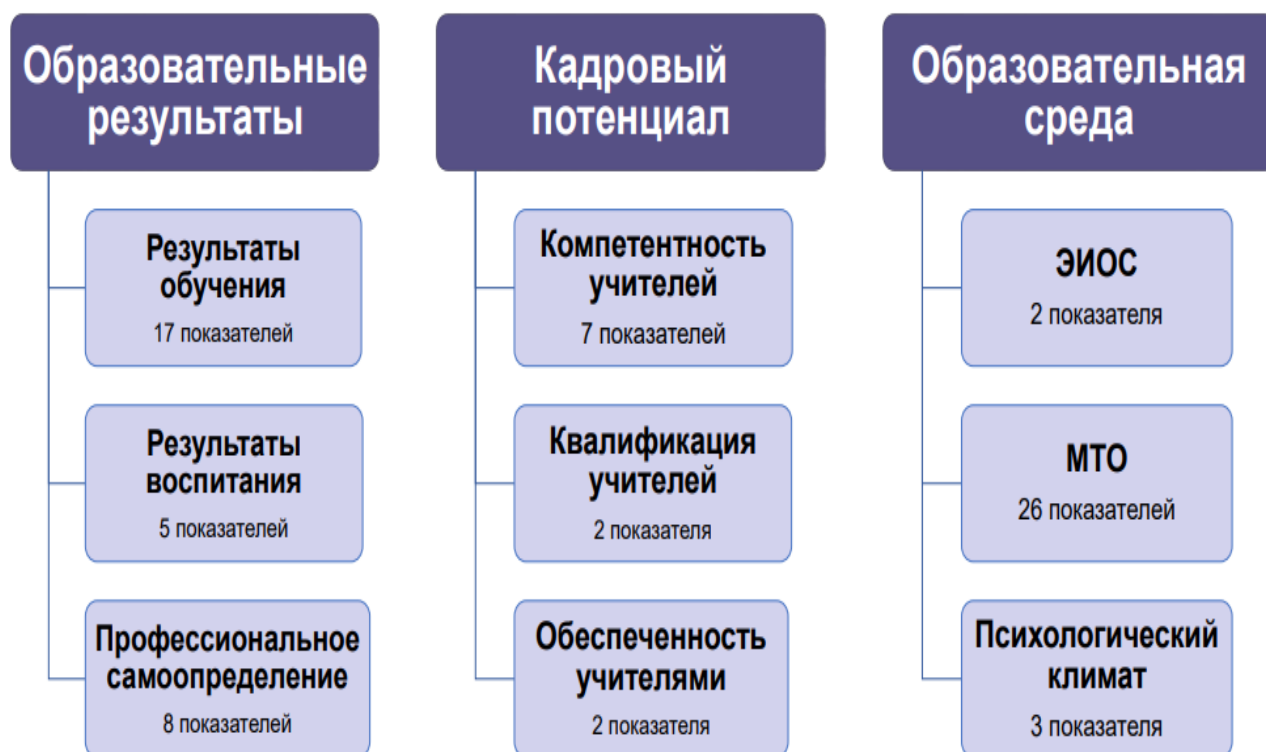 Образовательные
результаты
Результаты
обучения
17 показателей
Результаты
воспитания
5 показателей
Профессиональное
самоопределение
8 показателей
Кадровый
потенциал
Компетентность
учителей
7 показателей
Квалификация
учителей
2 показателя
Обеспеченность
учителями
2 показателя
Образовательная
среда
ЭИОС
2 показателя
МТО
26 показателей
Психологический
климат
3 показателя